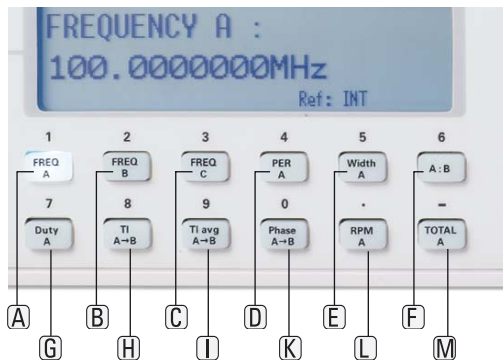 FREQUENCY A :
100.0000000MHz
Ref: INT
1 2 3 4 5 6
FREQ A FREQ B FREQ C PER A Width A A:B
7 8 9 0 . –
Duty A TI A→B TI avg A→B Phase A→B RPM A TOTAL A
A B C D E F
G H I K L M